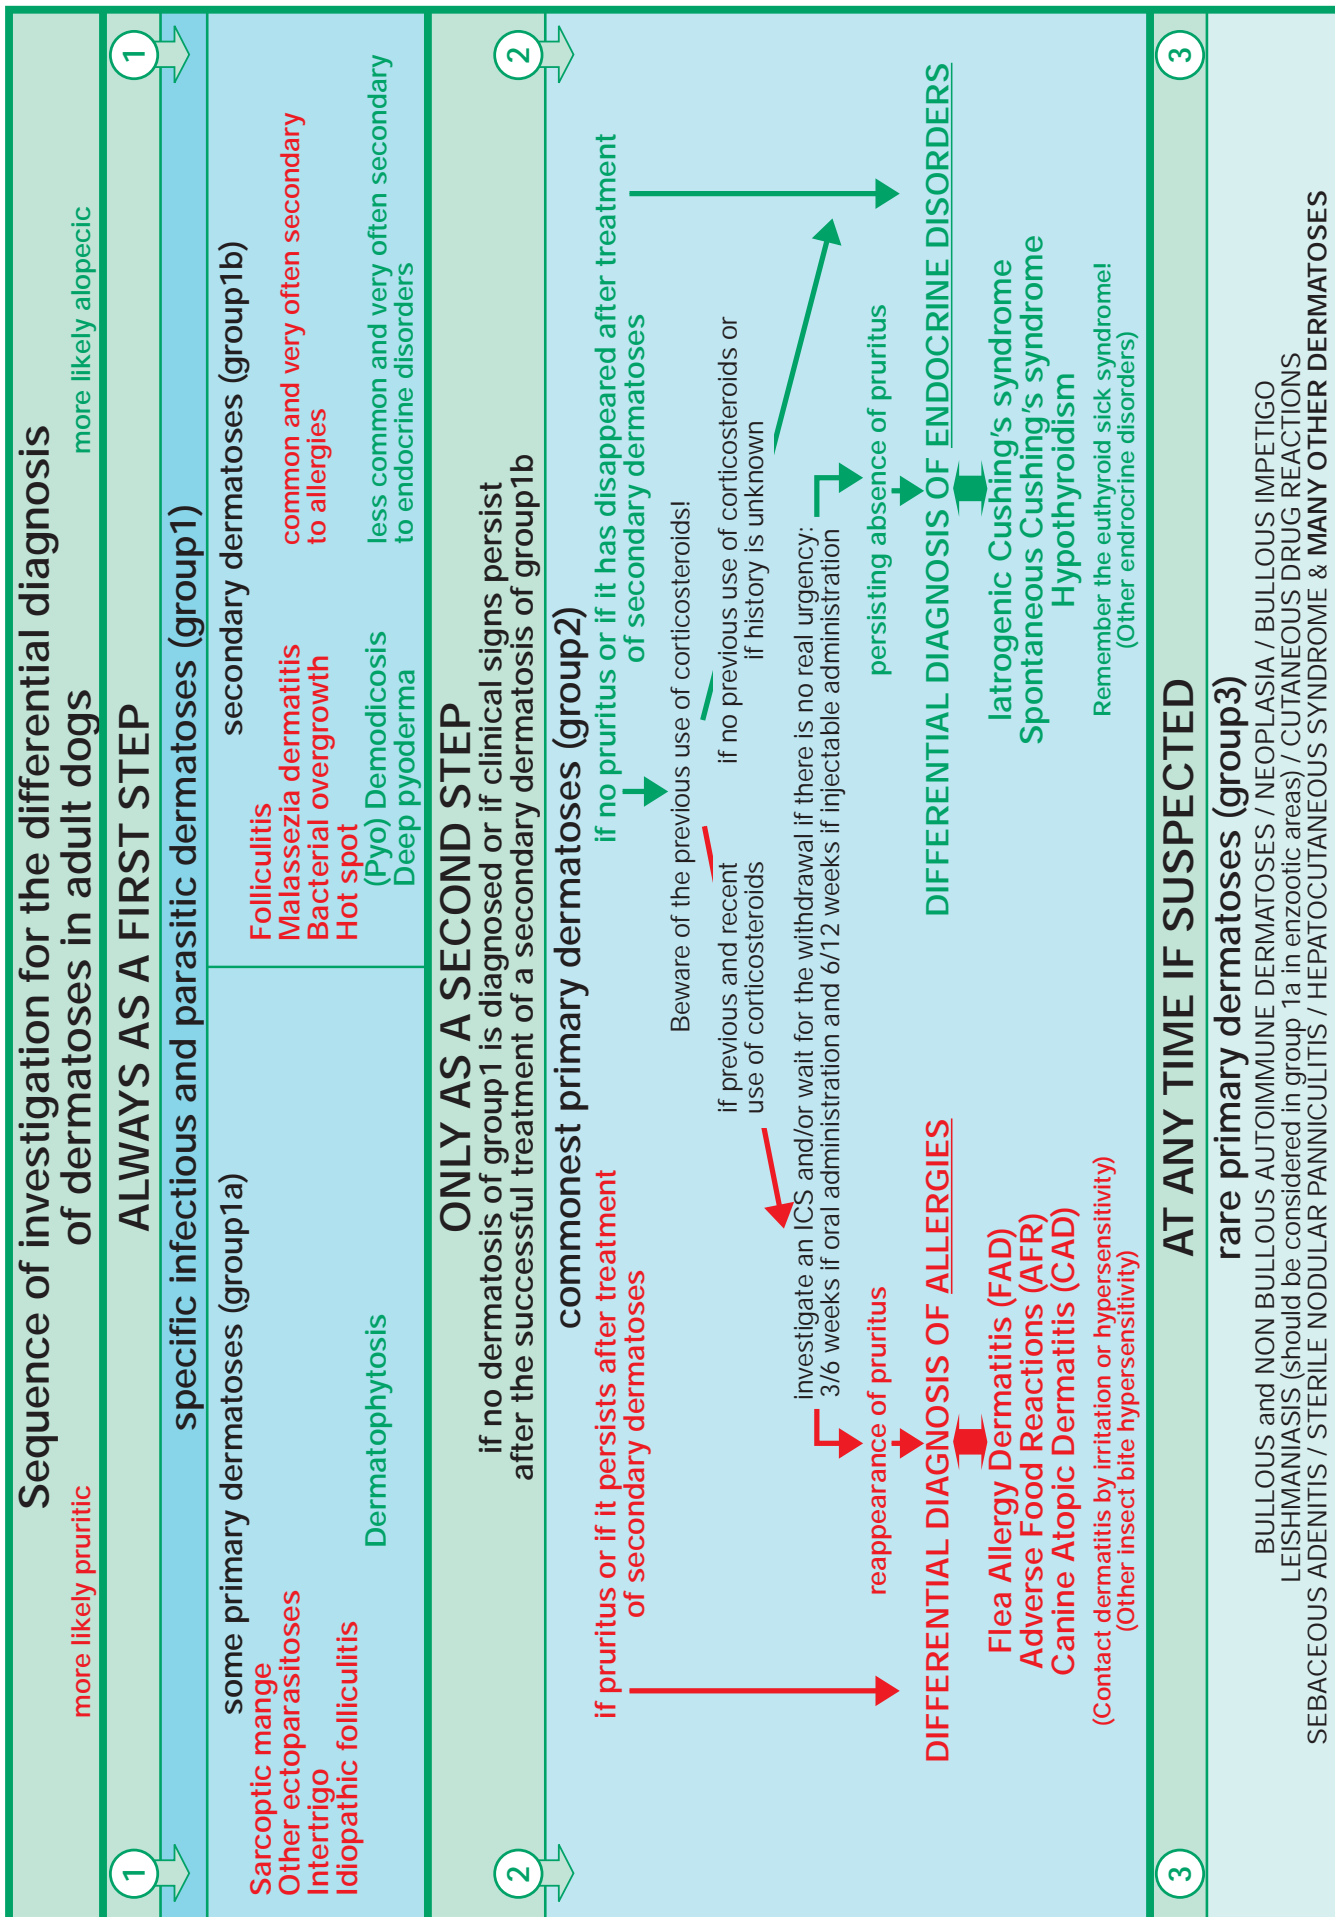 Sequence of investigation for the differential diagnosis
of dermatoses in adult dogs
more likely pruritic
more likely alopecic
1
ALWAYS AS A FIRST STEP
1
specific infectious and parasitic dermatoses (group1)
some primary dermatoses (group1a)
Sarcoptic mange
Other ectoparasitoses
Intertrigo
Idiopathic folliculitis
Dermatophytosis
secondary dermatoses (group1b)
Folliculitis
Malassezia dermatitis
Bacterial overgrowth
Hot spot
common and very often secondary
to allergies
(Pyo) Demodicosis
Deep pyoderma
less common and very often secondary
to endocrine disorders
2
ONLY AS A SECOND STEP
2
if no dermatosis of group1 is diagnosed or if clinical signs persist
after the successful treatment of a secondary dermatosis of group1b
commonest primary dermatoses (group2)
if pruritus or if it persists after treatment
of secondary dermatoses
if no pruritus or if it has disappeared after treatment
of secondary dermatoses
Beware of the previous use of corticosteroids!
if previous and recent
use of corticosteroids
if no previous use of corticosteroids or
if history is unknown
investigate an ICS and/or wait for the withdrawal if there is no real urgency:
3/6 weeks if oral administration and 6/12 weeks if injectable administration
reappearance of pruritus
persisting absence of pruritus
DIFFERENTIAL DIAGNOSIS OF ALLERGIES
DIFFERENTIAL DIAGNOSIS OF ENDOCRINE DISORDERS
Flea Allergy Dermatitis (FAD)
Adverse Food Reactions (AFR)
Canine Atopic Dermatitis (CAD)
(Contact dermatitis by irritation or hypersensitivity)
(Other insect bite hypersensitivity)
Iatrogenic Cushing's syndrome
Spontaneous Cushing's syndrome
Hypothyroidism
Remember the euthyroid sick syndrome!
(Other endrocrine disorders)
3
AT ANY TIME IF SUSPECTED
3
rare primary dermatoses (group3)
BULLOUS and NON BULLOUS AUTOIMMUNE DERMATOSES / NEOPLASIA / BULLOUS IMPETIGO
LEISHMANIASIS (should be considered in group 1a in enzootic areas) / CUTANEOUS DRUG REACTIONS
SEBACEOUS ADENITIS / STERILE NODULAR PANNICULITIS / HEPATOCUTANEOUS SYNDROME & MANY OTHER DERMATOSES